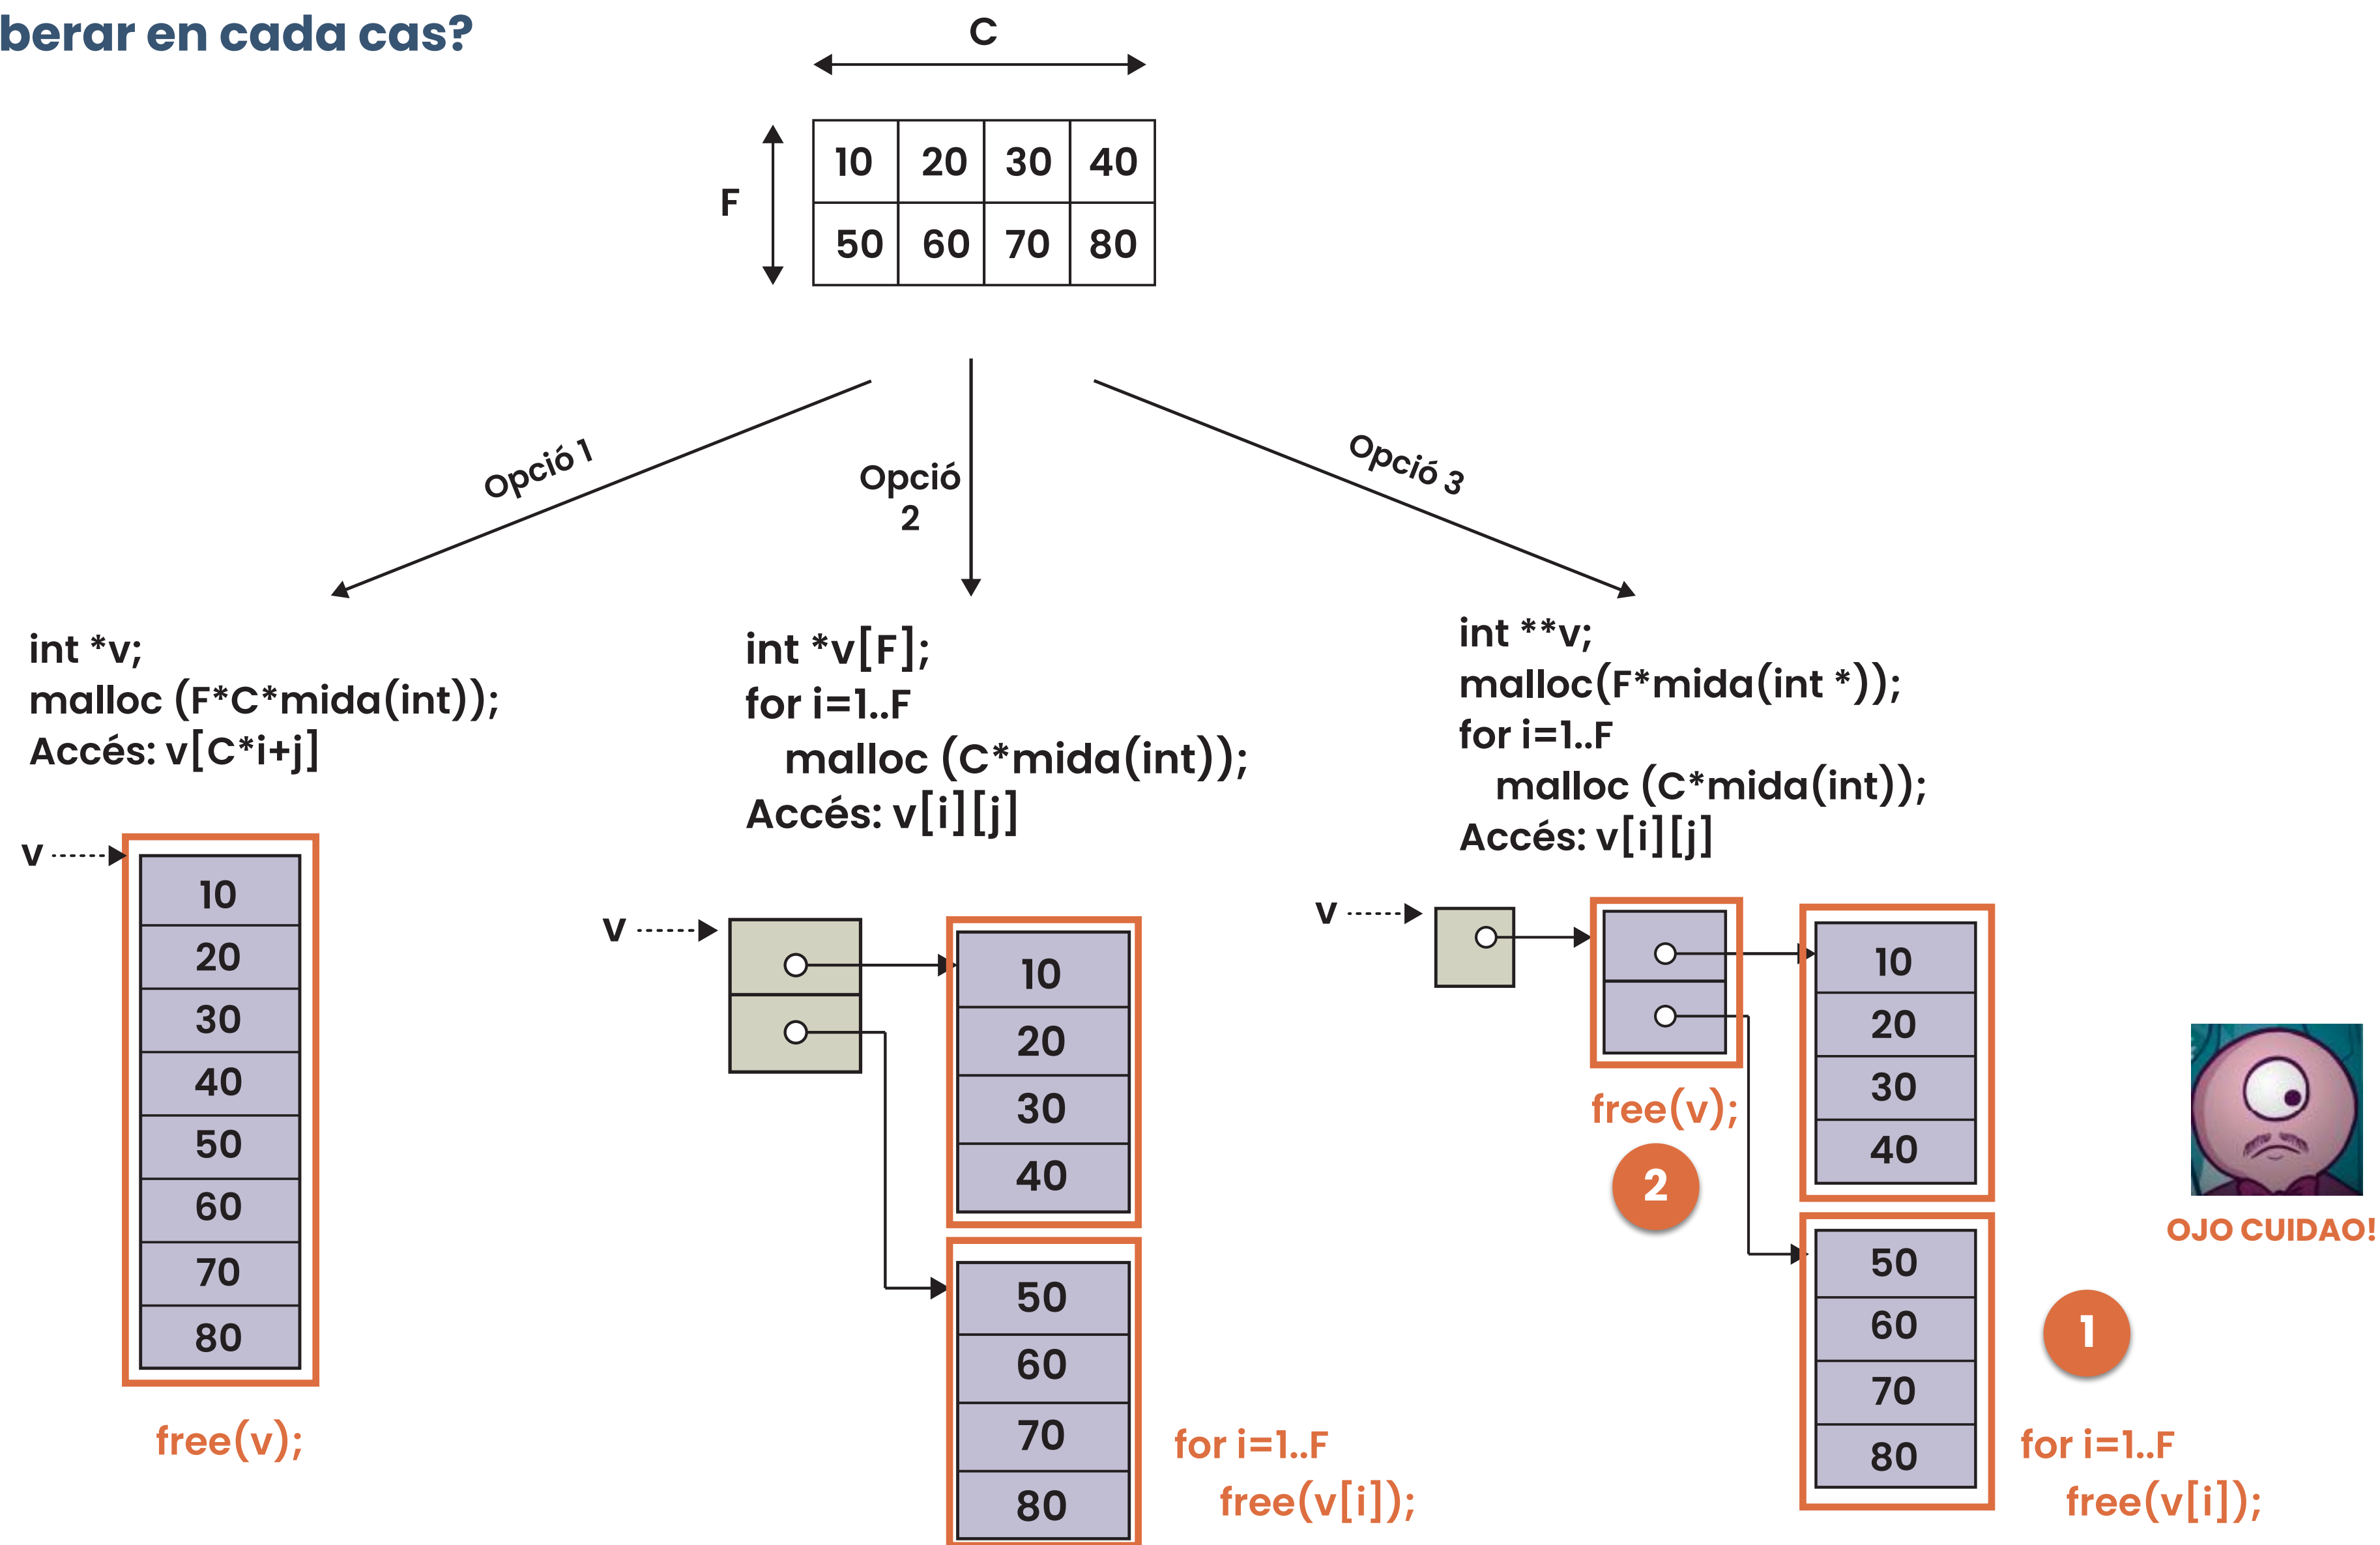 berar en cada cas?
C
F
10 20 30 40
50 60 70 80
Opció 1
Opció
2
Opció 3
int *v;
malloc (F*C*mida(int));
Accés: v[C*i+j]
v
10
20
30
40
50
60
70
80
free(v);
int *v[F];
for i=1..F
malloc (C*mida(int));
Accés: v[i][j]
v
10
20
30
40
50
60
70
80
for i=1..F
free(v[i]);
int **v;
malloc(F*mida(int *));
for i=1..F
malloc (C*mida(int));
Accés: v[i][j]
v
free(v);
2
10
20
30
40
50
60
70
80
1
for i=1..F
free(v[i]);
OJO CUIDAO!